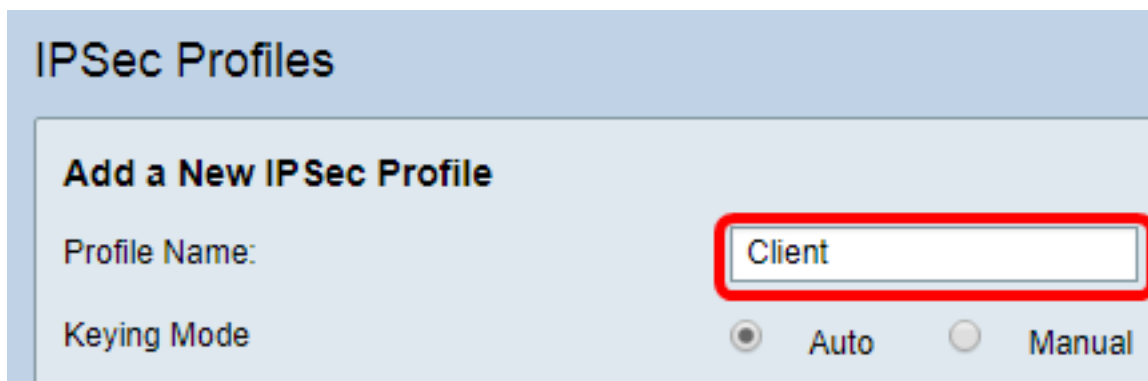 IPSec Profiles
Add a New IPSec Profile
Profile Name: Client
Keying Mode Auto Manual